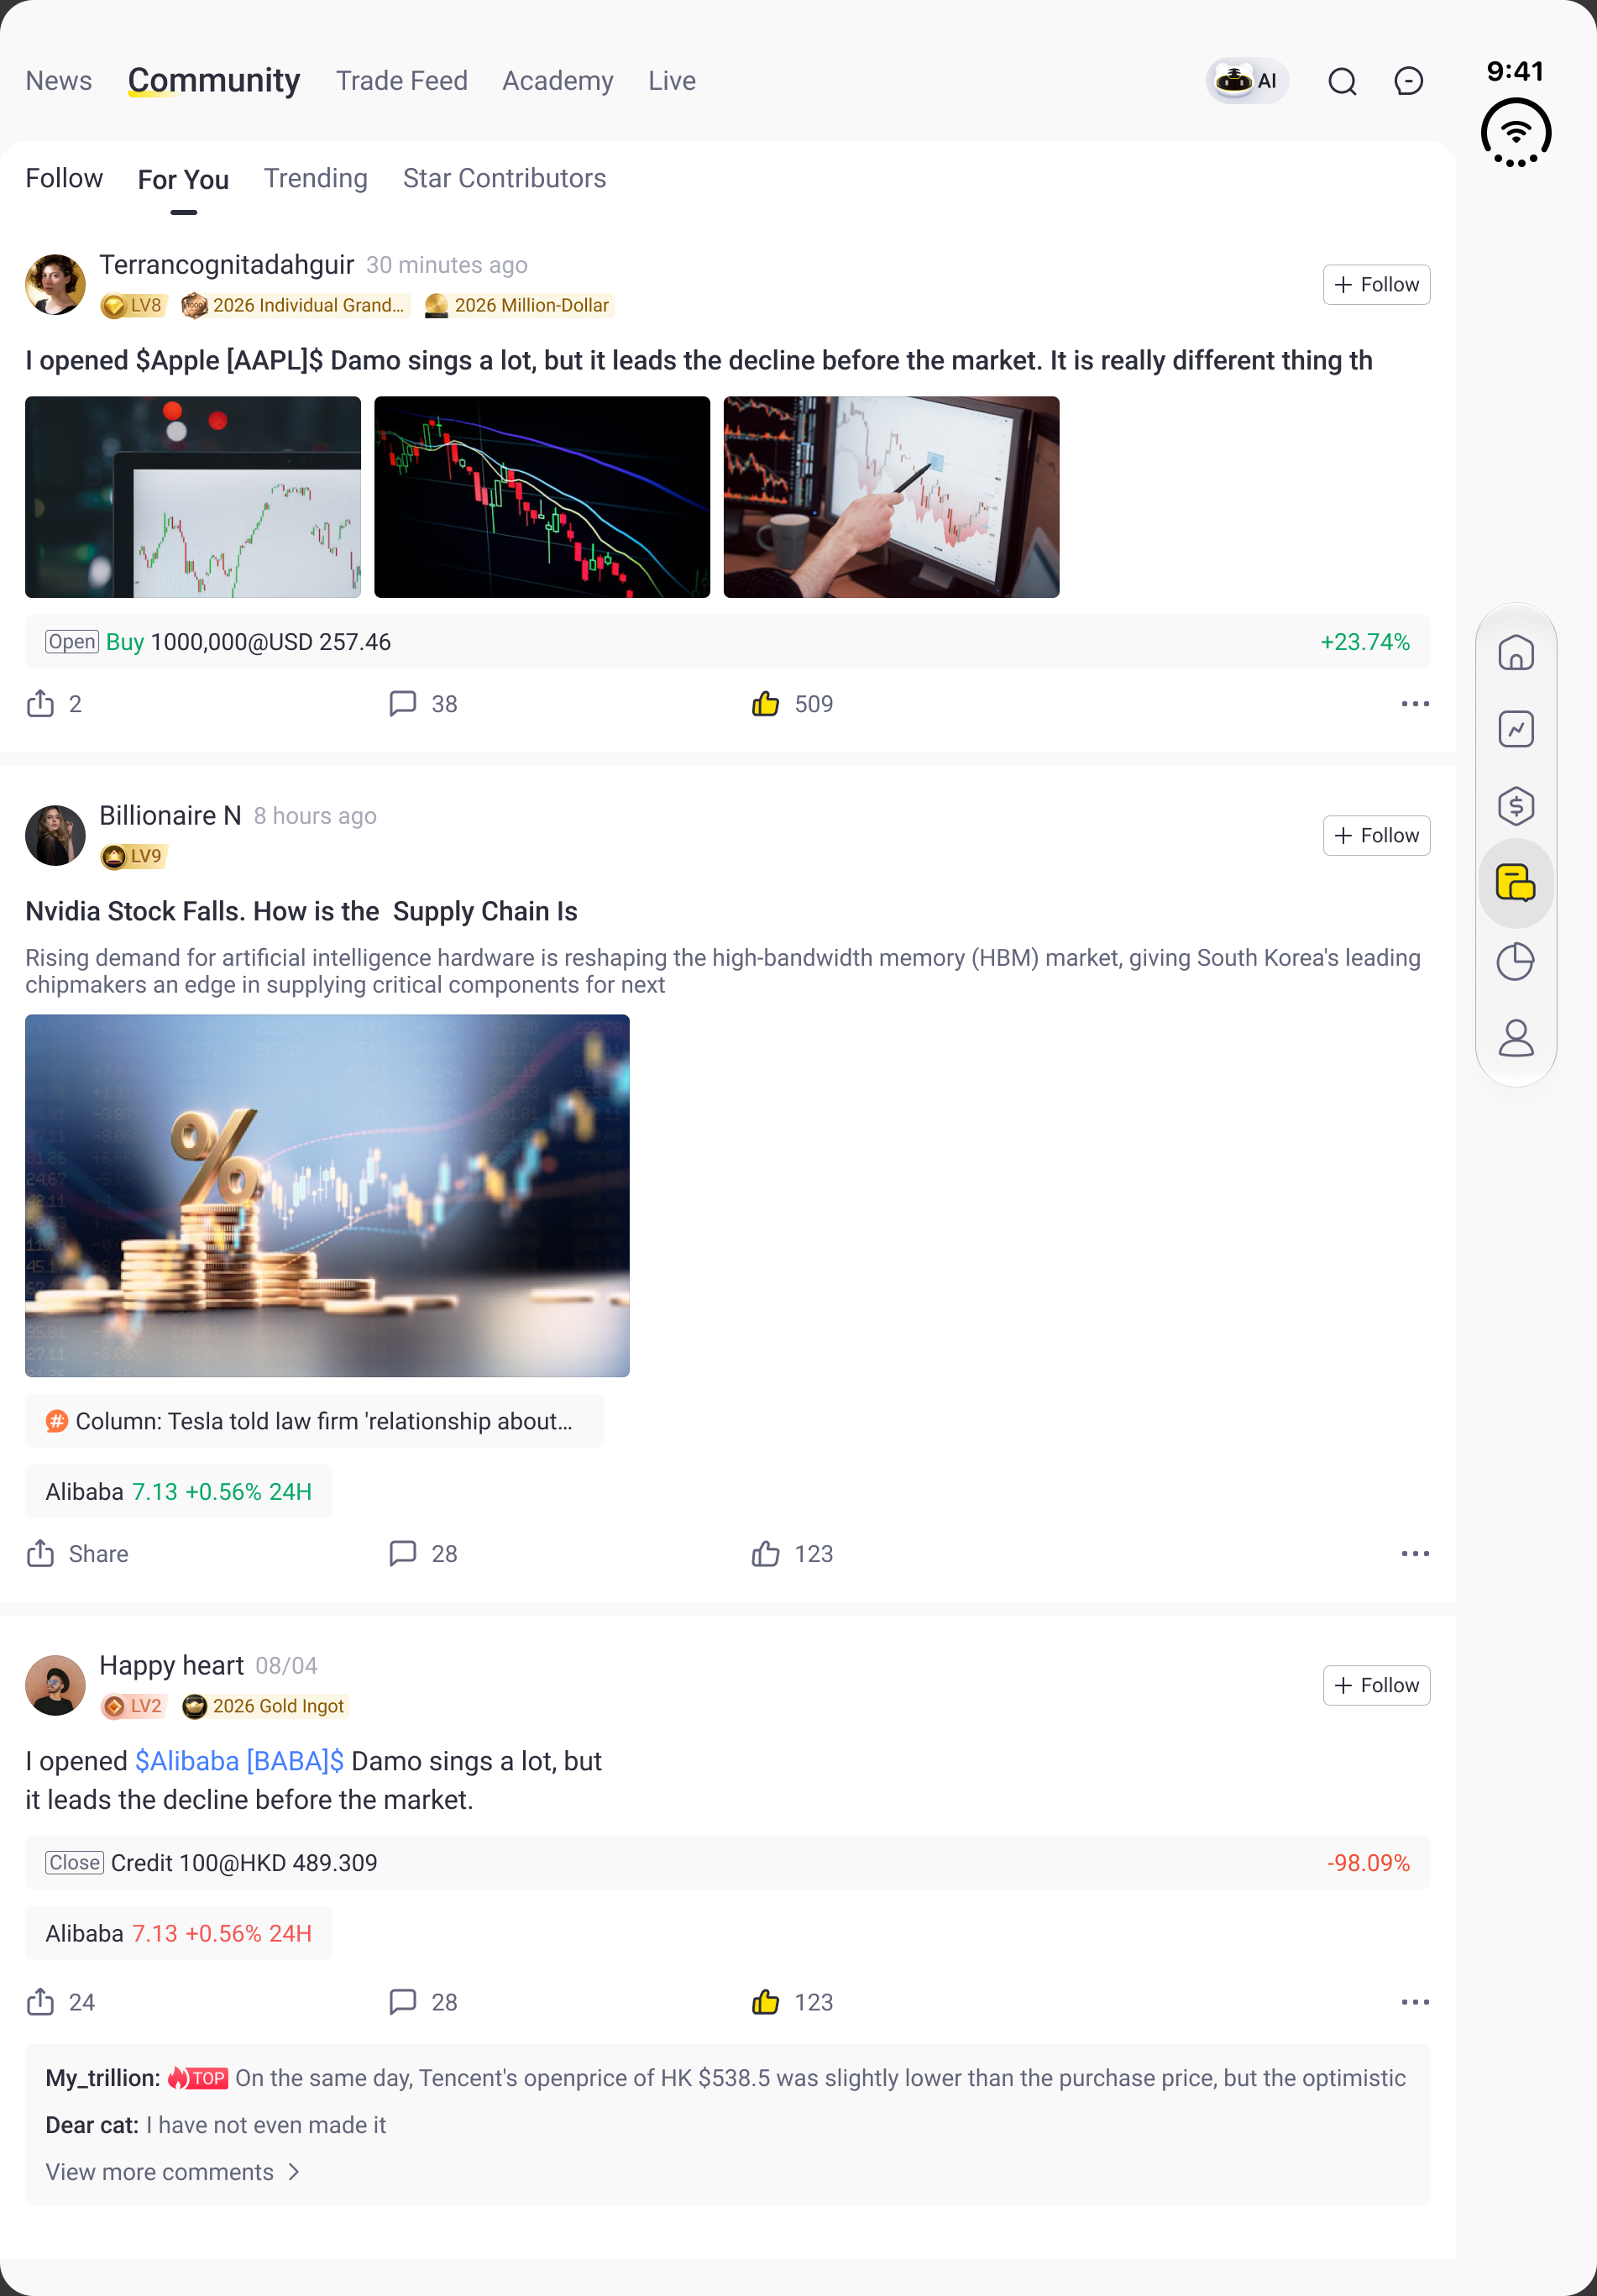 News Community Trade Feed Academy Live AI
9:41
Follow For You Trending Star Contributors
Terrancognitadahguir 30 minutes ago
LV8 2026 Individual Grand... 2026 Million-Dollar
+ Follow
I opened $Apple [AAPL]$ Damo sings a lot, but it leads the decline before the market. It is really different thing th
Open Buy 1000,000@USD 257.46 +23.74%
2 38 509
Billionaire N 8 hours ago
LV9
+ Follow
Nvidia Stock Falls. How is the  Supply Chain Is
Rising demand for artificial intelligence hardware is reshaping the high-bandwidth memory (HBM) market, giving South Korea's leading
chipmakers an edge in supplying critical components for next
%
# Column: Tesla told law firm 'relationship about...
Alibaba 7.13 +0.56% 24H
Share 28 123
Happy heart 08/04
LV2 2026 Gold Ingot
+ Follow
I opened $Alibaba [BABA]$ Damo sings a lot, but
it leads the decline before the market.
Close Credit 100@HKD 489.309 -98.09%
Alibaba 7.13 +0.56% 24H
24 28 123
My_trillion: TOP On the same day, Tencent's openprice of HK $538.5 was slightly lower than the purchase price, but the optimistic
Dear cat: I have not even made it
View more comments >